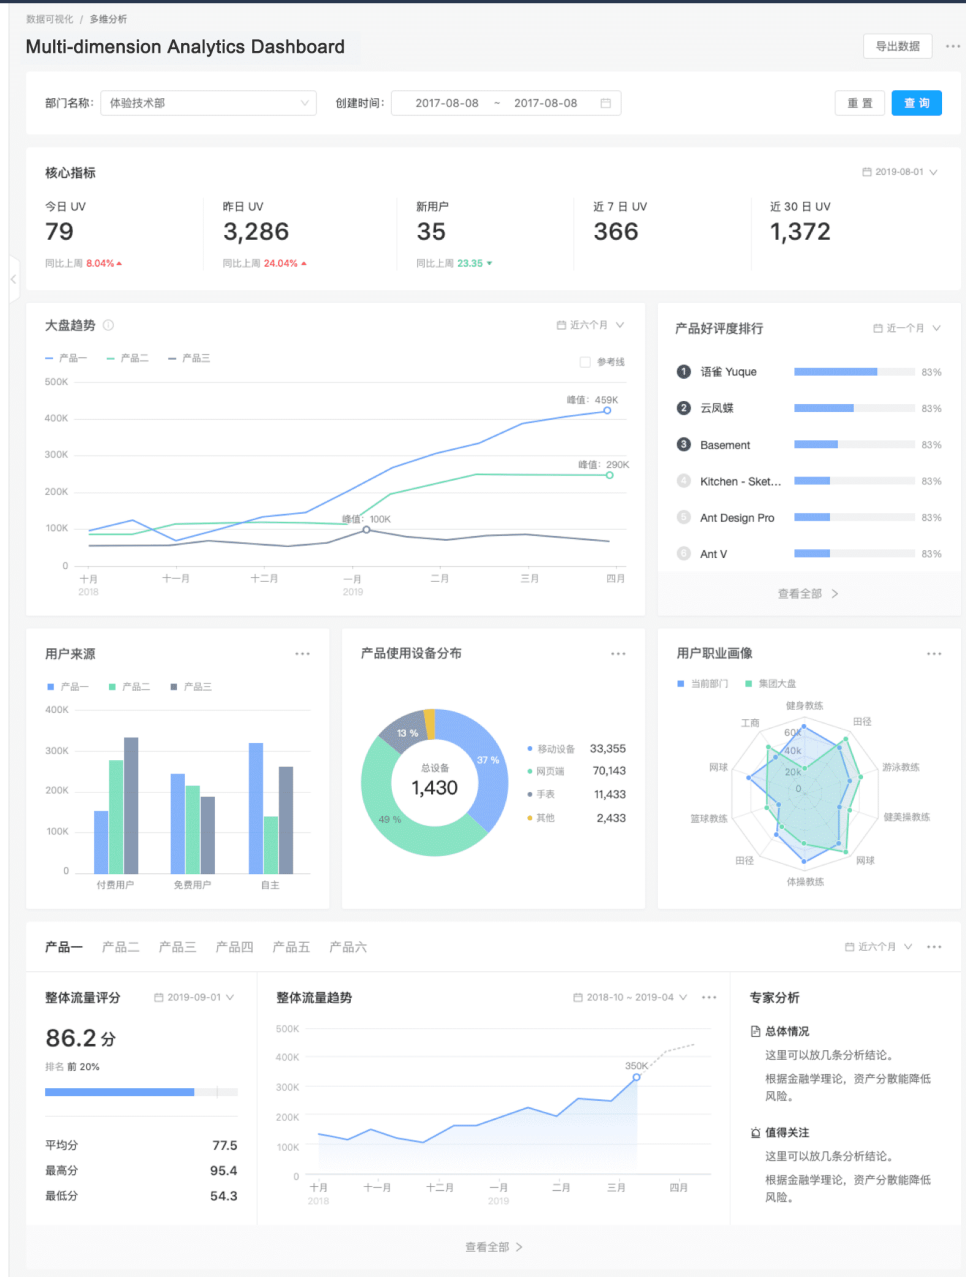 数据可视化 / 多维分析
Multi-dimension Analytics Dashboard
导出数据
部门名称: 体验技术部
创建时间: 2017-08-08 ~ 2017-08-08
重 置
查 询
核心指标
2019-08-01
今日 UV
79
同比上周 8.04%
昨日 UV
3,286
同比上周 24.04%
新用户
35
同比上周 23.35
近 7 日 UV
366
近 30 日 UV
1,372
大盘趋势
近六个月
产品一 产品二 产品三
参考线
500K
400K
300K
200K
100K
0
峰值: 459K
峰值: 290K
峰值: 100K
十月 十一月 十二月 一月 二月 三月 四月
2018 2019
产品好评度排行
近一个月
1 语雀 Yuque 83%
2 云凤蝶 83%
3 Basement 83%
4 Kitchen - Sket... 83%
5 Ant Design Pro 83%
6 Ant V 83%
查看全部
用户来源
产品一 产品二 产品三
400K
300K
200K
100K
0
付费用户 免费用户 自主
产品使用设备分布
13 %
37 %
49 %
总设备
1,430
移动设备 33,355
网页端 70,143
手表 11,433
其他 2,433
用户职业画像
当前部门 集团大盘
健身教练
田径
游泳教练
健美操教练
网球
体操教练
田径
篮球教练
网球
工商
60K
40k
20k
0
产品一 产品二 产品三 产品四 产品五 产品六
近六个月
整体流量评分
2019-09-01
86.2 分
排名 前 20%
平均分 77.5
最高分 95.4
最低分 54.3
整体流量趋势
2018-10 ~ 2019-04
500K
400K
300K
200K
100K
0
350K
十月 十一月 十二月 一月 二月 三月 四月
2018 2019
专家分析
总体情况
这里可以放几条分析结论。
根据金融学理论，资产分散能降低
风险。
值得关注
这里可以放几条分析结论。
根据金融学理论，资产分散能降低
风险。
查看全部